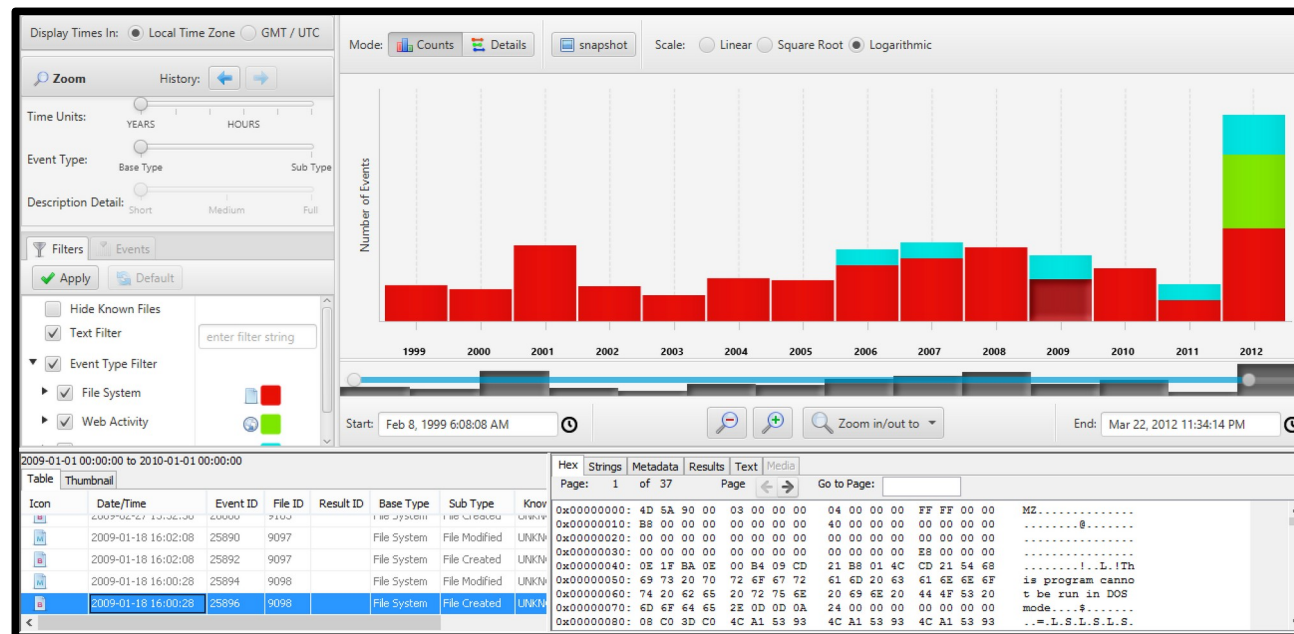 Display Times In: Local Time Zone GMT / UTC
Mode: Counts Details snapshot Scale: Linear Square Root Logarithmic
Zoom History:
Time Units: YEARS HOURS
Event Type: Base Type Sub Type
Description Detail: Short Medium Full
Filters Events
Apply Default
Hide Known Files
Text Filter enter filter string
Event Type Filter
File System
Web Activity
Number of Events
1999 2000 2001 2002 2003 2004 2005 2006 2007 2008 2009 2010 2011 2012
Start: Feb 8, 1999 6:08:08 AM Zoom in/out to End: Mar 22, 2012 11:34:14 PM
2009-01-01 00:00:00 to 2010-01-01 00:00:00
Table Thumbnail
Icon Date/Time Event ID File ID Result ID Base Type Sub Type
2009-01-18 16:02:08 25890 9097 File System File Modified
2009-01-18 16:02:08 25892 9097 File System File Created
2009-01-18 16:00:28 25894 9098 File System File Modified
2009-01-18 16:00:28 25896 9098 File System File Created
Hex Strings Metadata Results Text Media
Page: 1 of 37 Page Go to Page:
0x00000000: 4D 5A 90 00 03 00 00 00 04 00 00 00 FF FF 00 00 MZ..............
0x00000010: B8 00 00 00 00 00 00 00 40 00 00 00 00 00 00 00 ........@.......
0x00000020: 00 00 00 00 00 00 00 00 00 00 00 00 00 00 00 00 ................
0x00000030: 00 00 00 00 00 00 00 00 00 00 00 00 E8 00 00 00 ................
0x00000040: 0E 1F BA 0E 00 B4 09 CD 21 B8 01 4C CD 21 54 68 ........!..L.!Th
0x00000050: 69 73 20 70 72 6F 67 72 61 6D 20 63 61 6E 6E 6F is program canno
0x00000060: 74 20 62 65 20 72 75 6E 20 69 6E 20 44 4F 53 20 t be run in DOS
0x00000070: 6D 6F 64 65 2E 0D 0D 0A 24 00 00 00 00 00 00 00 mode....$.......
0x00000080: 08 C0 3D C0 4C A1 53 93 4C A1 53 93 4C A1 53 93 ..=.L.S.L.S.L.S.